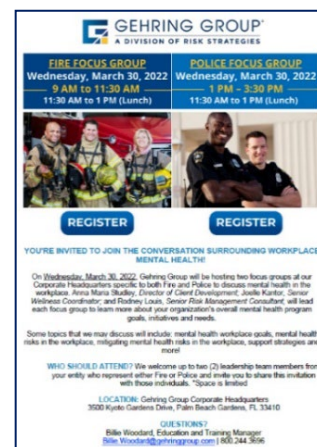 GEHRING GROUP
A DIVISION OF RISK STRATEGIES
FIRE FOCUS GROUP
Wednesday, March 30, 2022
9 AM to 11:30 AM
11:30 AM to 1 PM (Lunch)
POLICE FOCUS GROUP
Wednesday, March 30, 2022
1 PM - 3:30 PM
11:30 AM to 1 PM (Lunch)
REGISTER
REGISTER
YOU'RE INVITED TO JOIN THE CONVERSATION SURROUNDING WORKPLACE
MENTAL HEALTH!
On Wednesday, March 30, 2022, Gehring Group will be hosting two focus groups at our
Corporate Headquarters specific to both Fire and Police to discuss mental health in the
workplace. Anna Maria Studley, Director of Client Development; Joelle Kantor, Senior
Wellness Coordinator; and Rodney Louis, Senior Risk Management Consultant; will lead
each focus group to learn more about your organization's overall mental health program
goals, initiatives and needs.
Some topics that we may discuss will include: mental health workplace goals, mental health
risks in the workplace, mitigating mental health risks in the workplace, support strategies and
more!
WHO SHOULD ATTEND? We welcome up to two (2) leadership team members from
your entity who represent either Fire or Police and invite you to share this invitation
with those individuals. *Space is limited
LOCATION: Gehring Group Corporate Headquarters
3500 Kyoto Gardens Drive, Palm Beach Gardens, FL 33410
QUESTIONS?
Billie Woodard, Education and Training Manager
Billie.Woodard@gehringgroup.com | 800.244.3696